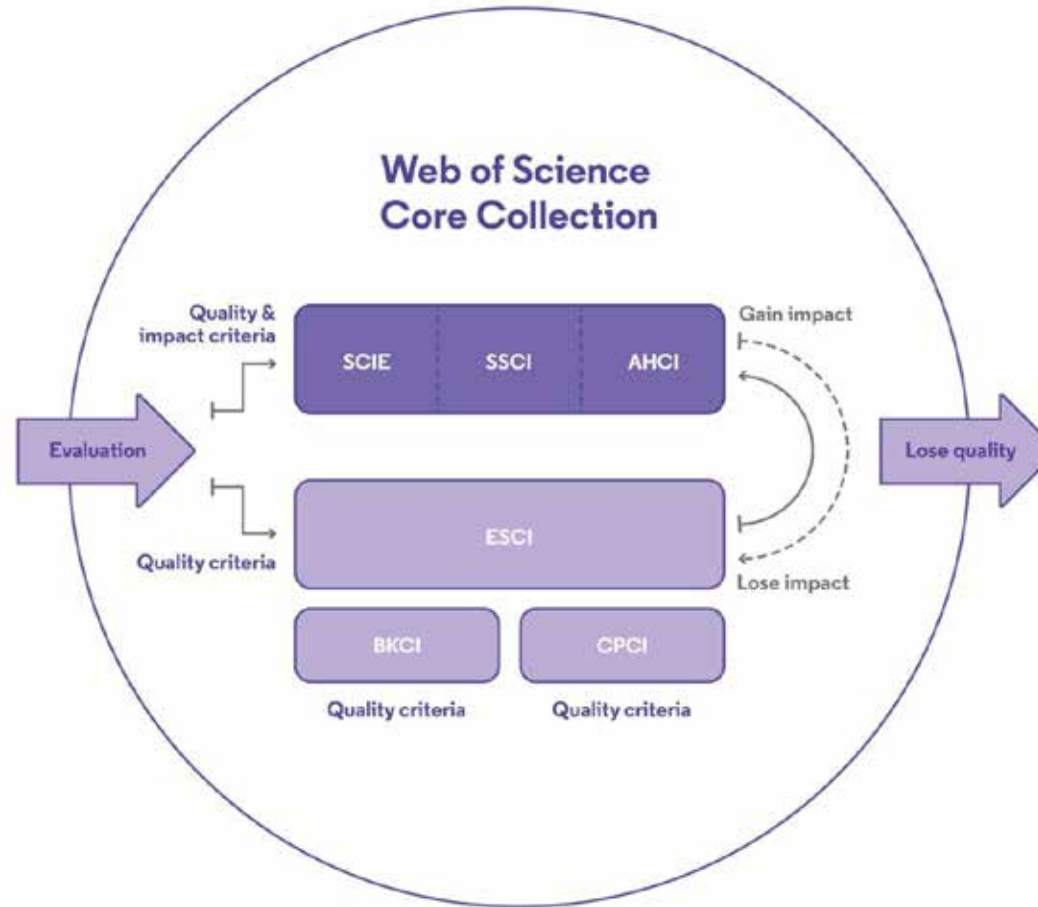 Web of Science
Core Collection
Quality &
impact criteria
SCIE
SSCI
AHCI
Gain impact
Evaluation
Lose quality
ESCI
Quality criteria
Lose impact
BKCI
CPCI
Quality criteria
Quality criteria